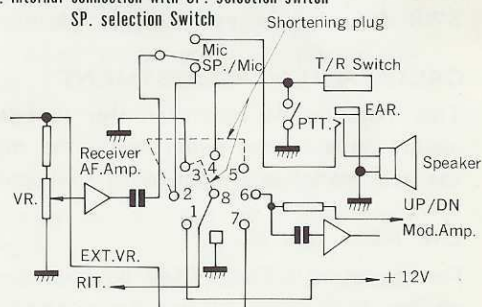 Internal connection with SP. selection Switch
SP. selection Switch
Shortening plug
Mic
SP./Mic
T/R Switch
PTT.
EAR.
Receiver
AF.Amp.
Speaker
VR.
3
4
5
2
8
6
1
7
UP/DN
Mod.Amp.
EXT.VR.
RIT.
+ 12V